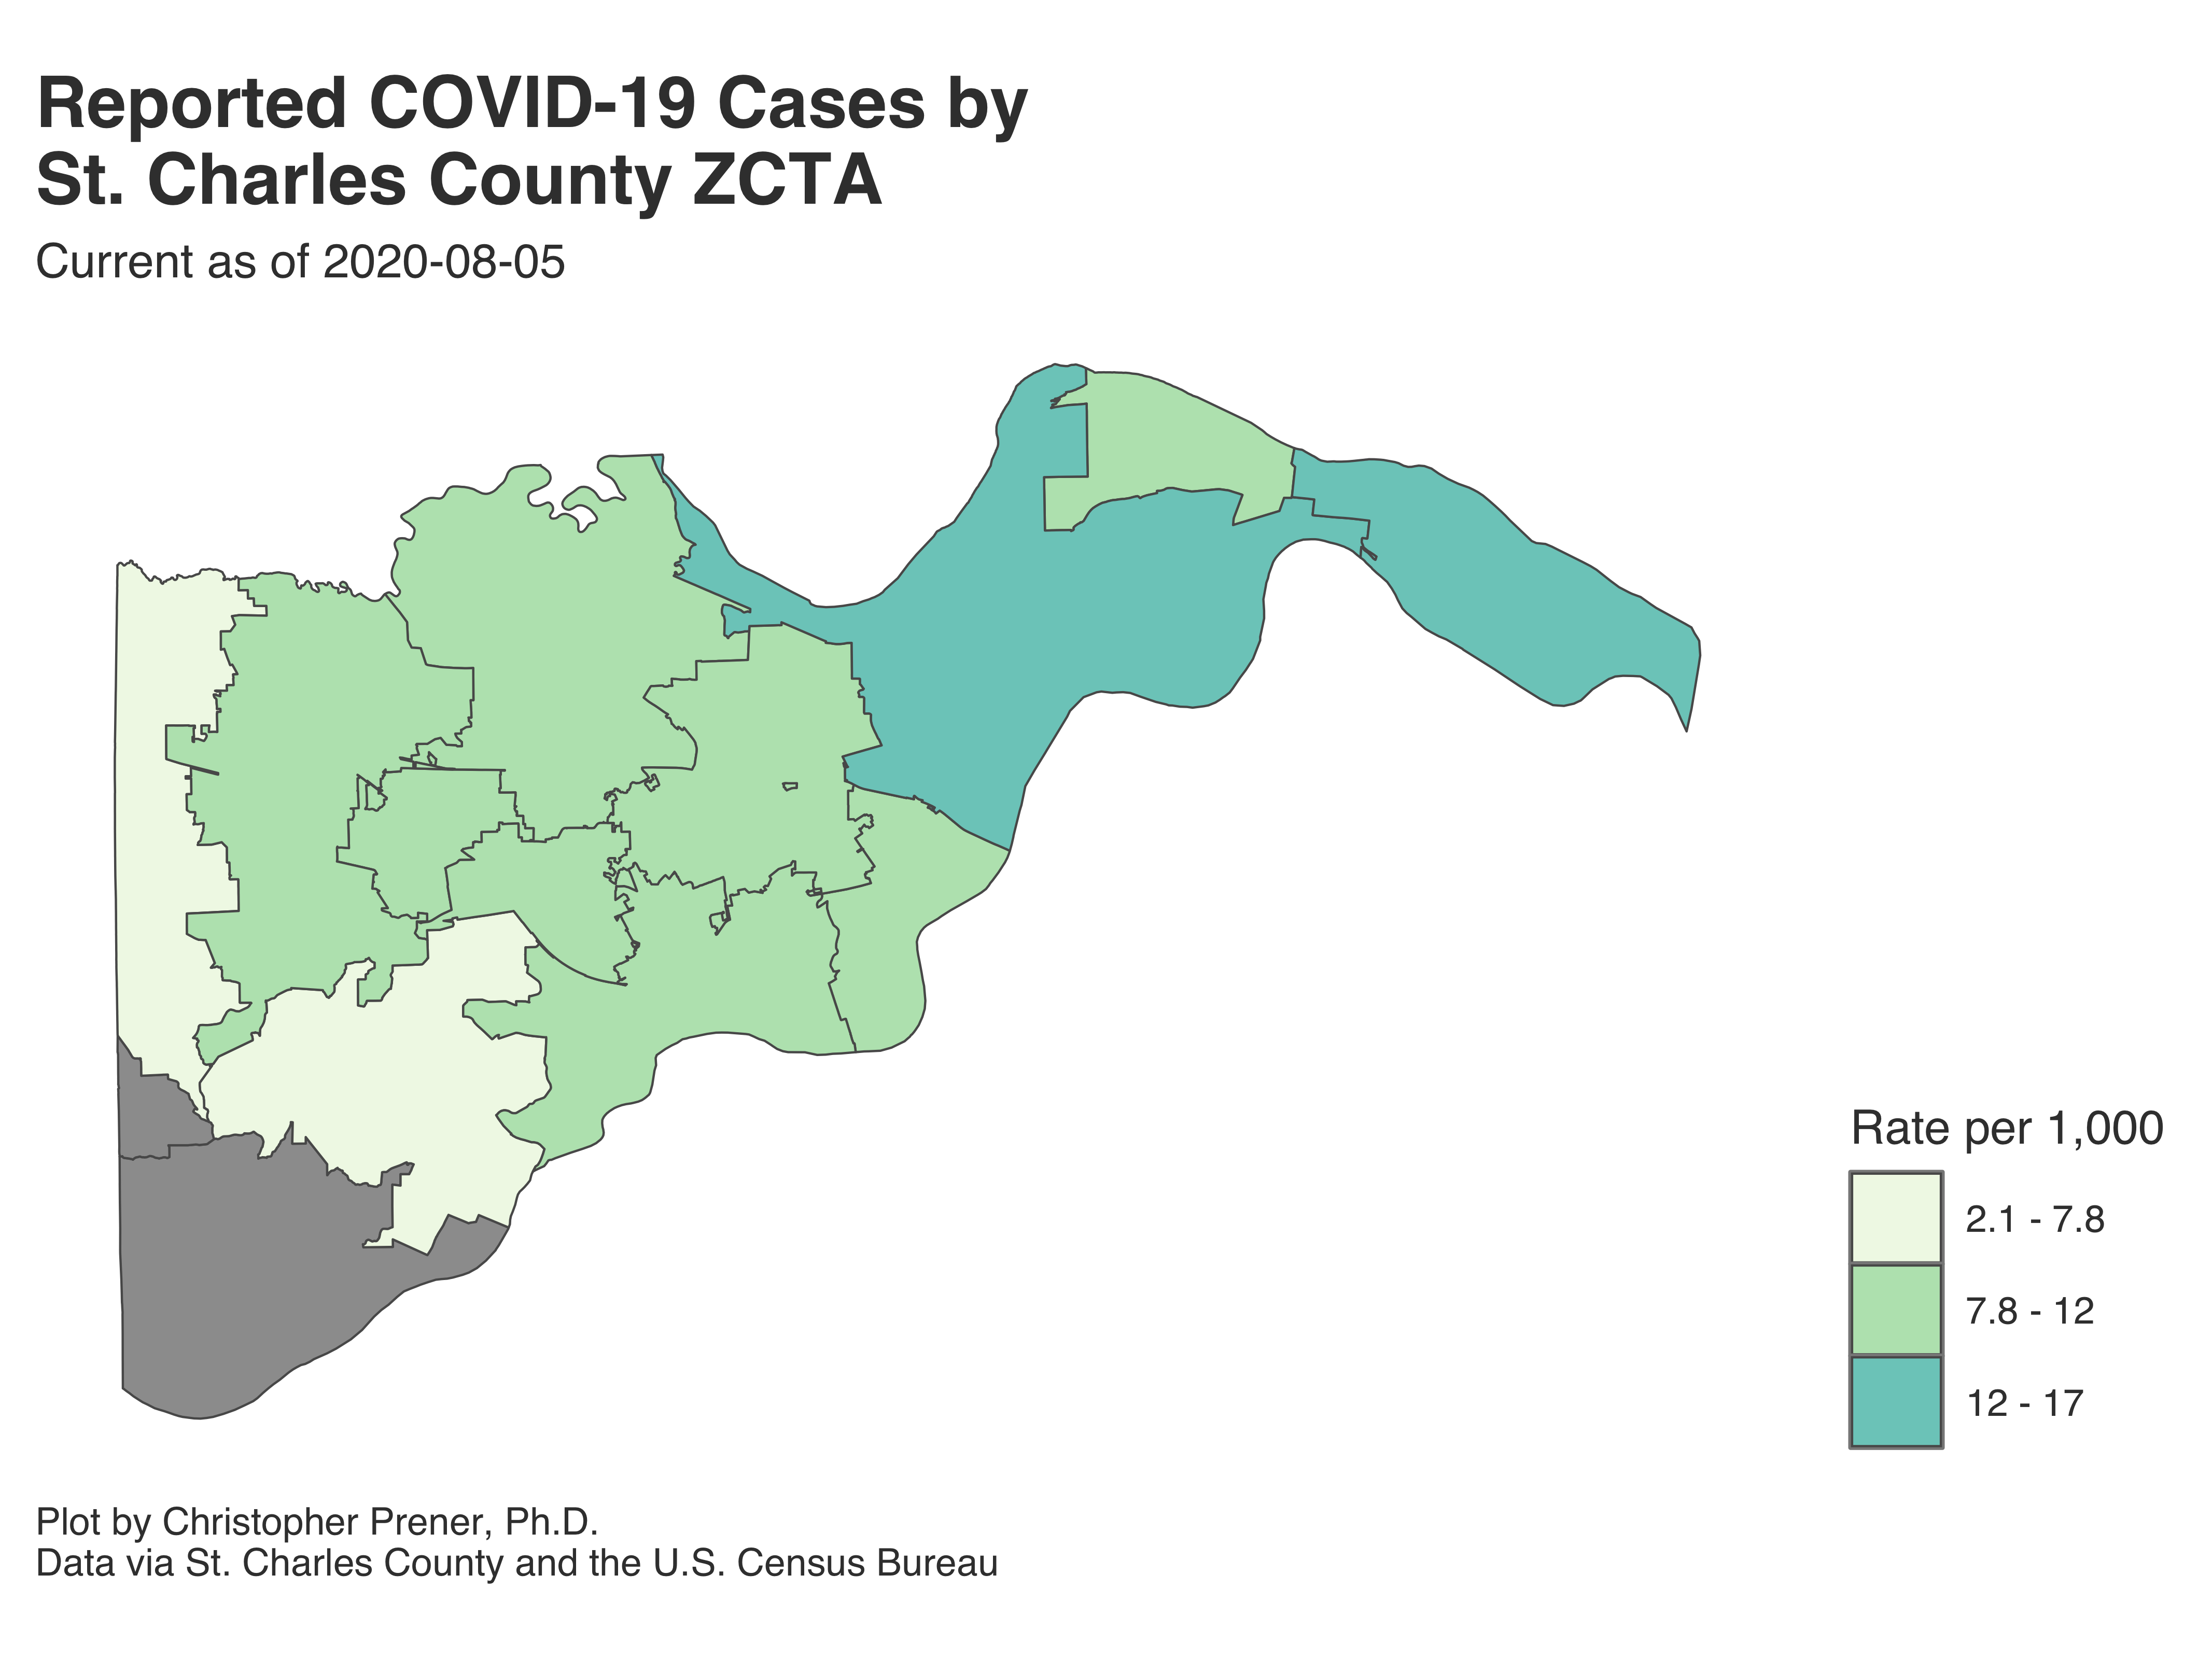 Reported COVID-19 Cases by
St. Charles County ZCTA
Current as of 2020-08-05
Rate per 1,000
2.1 - 7.8
7.8 - 12
12 - 17
Plot by Christopher Prener, Ph.D.
Data via St. Charles County and the U.S. Census Bureau